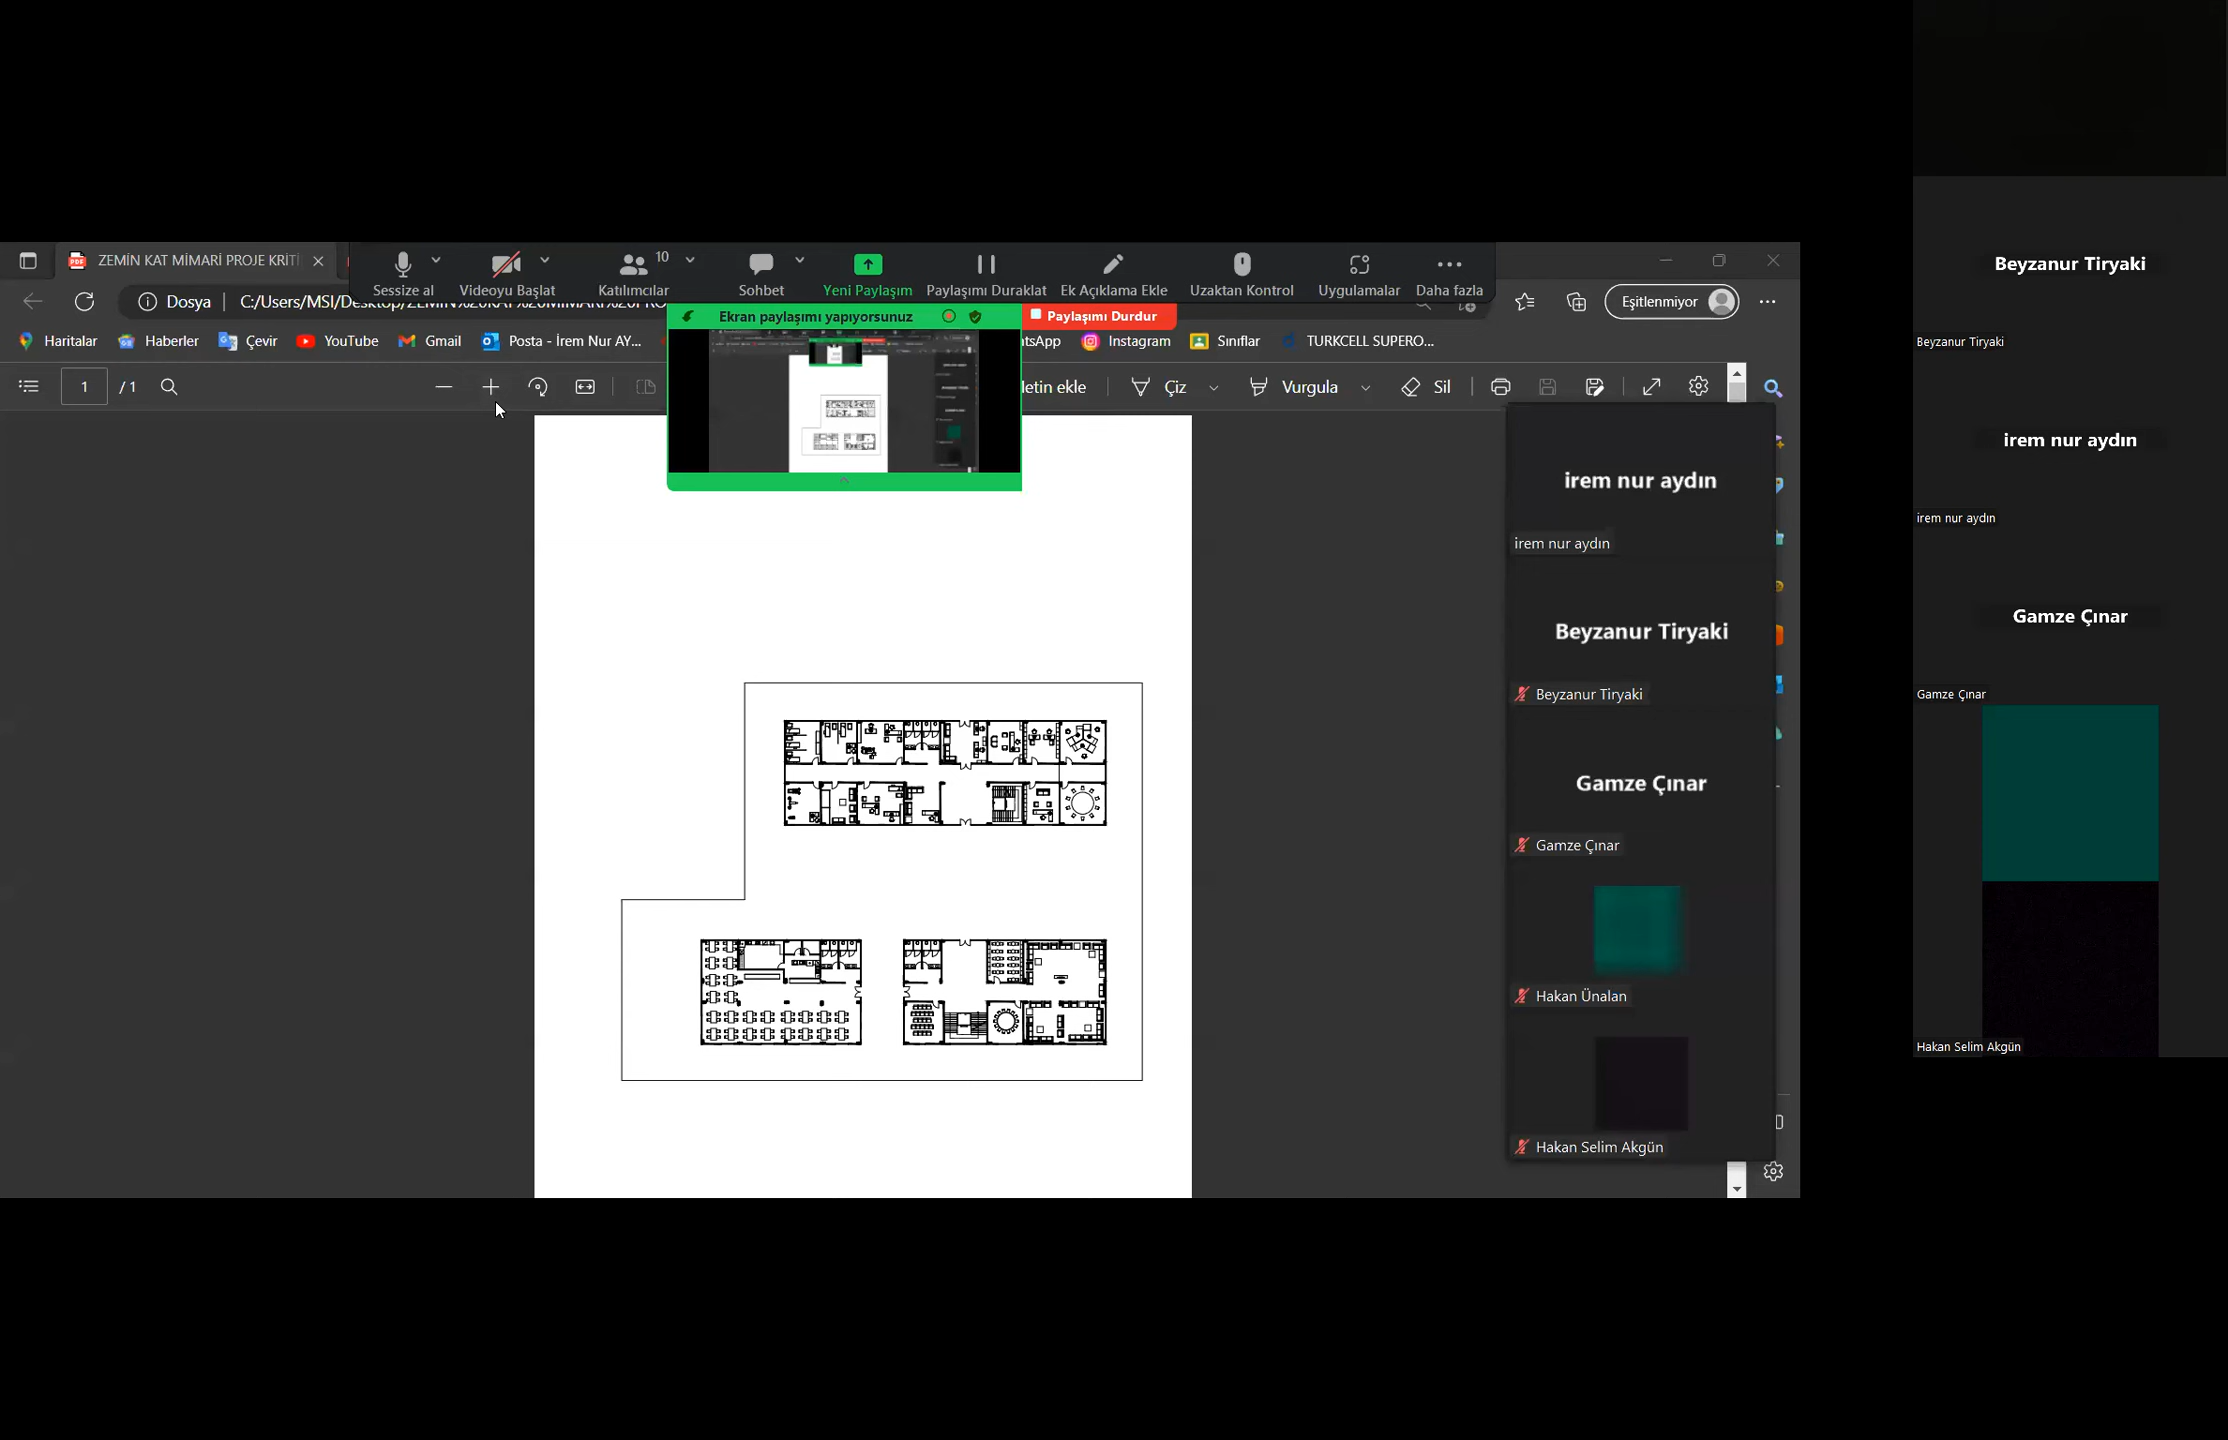 ZEMİN KAT MİMARİ PROJE KRİTİ
Sessize al
Videoyu Başlat
Katılımcılar
10
Sohbet
Yeni Paylaşım
Paylaşımı Duraklat
Ek Açıklama Ekle
Uzaktan Kontrol
Uygulamalar
Daha fazla
Dosya
Eşitlenmiyor
Ekran paylaşımı yapıyorsunuz
Paylaşımı Durdur
Haritalar
Haberler
Çevir
YouTube
Gmail
Posta - İrem Nur AY...
atsApp
Instagram
Sınıflar
TURKCELL SUPERO...
1
/ 1
letin ekle
Çiz
Vurgula
Sil
irem nur aydın
irem nur aydın
Beyzanur Tiryaki
Beyzanur Tiryaki
Gamze Çınar
Gamze Çınar
Hakan Ünalan
Hakan Selim Akgün
Beyzanur Tiryaki
Beyzanur Tiryaki
irem nur aydın
irem nur aydın
Gamze Çınar
Gamze Çınar
Hakan Selim Akgün